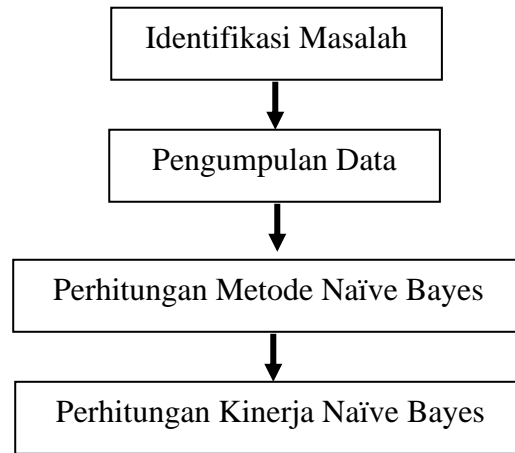 Identifikasi Masalah
Pengumpulan Data
Perhitungan Metode Naïve Bayes
Perhitungan Kinerja Naïve Bayes